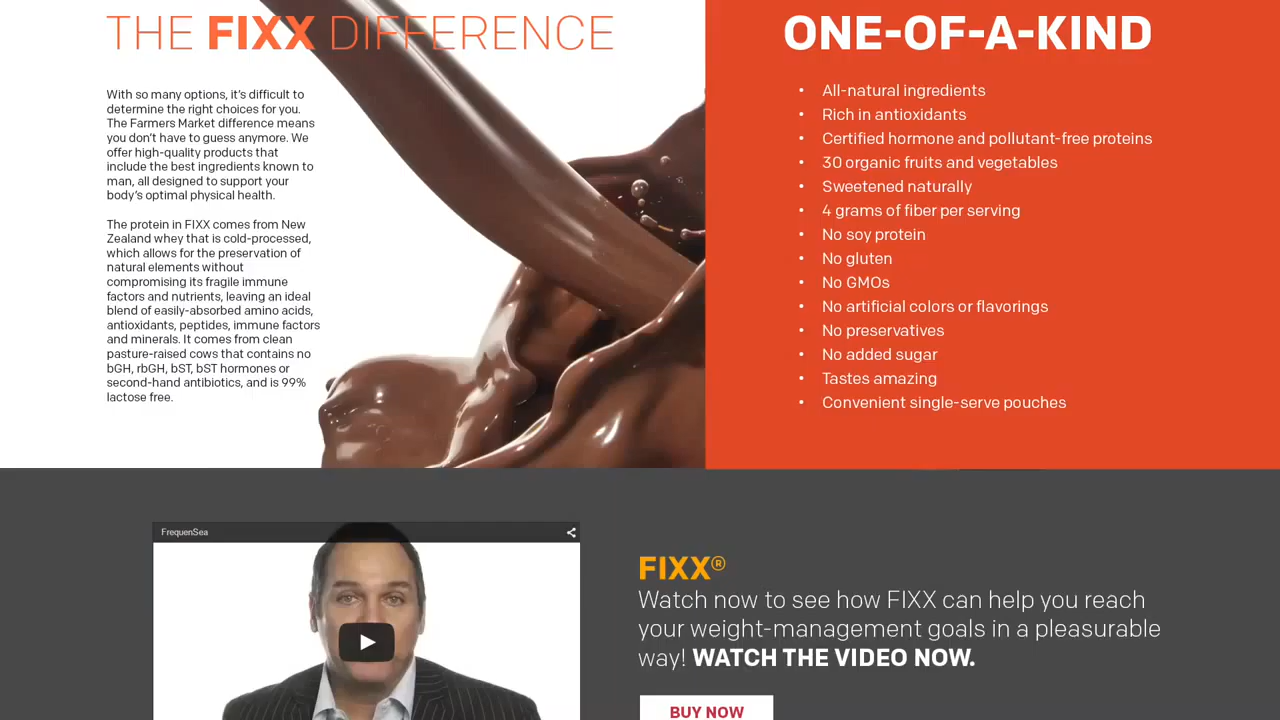 THE FIXX DIFFERENCE
With so many options, it's difficult to
determine the right choices for you.
The Farmers Market difference means
you don't have to guess anymore. We
offer high-quality products that
include the best ingredients known to
man, all designed to support your
body's optimal physical health.
The protein in FIXX comes from New
Zealand whey that is cold-processed,
which allows for the preservation of
natural elements without
compromising its fragile immune
factors and nutrients, leaving an ideal
blend of easily-absorbed amino acids,
antioxidants, peptides, immune factors
and minerals. It comes from clean
pasture-raised cows that contains no
bGH, rbGH, bST, bST hormones or
second-hand antibiotics, and is 99%
lactose free.
ONE-OF-A-KIND
• All-natural ingredients
• Rich in antioxidants
• Certified hormone and pollutant-free proteins
• 30 organic fruits and vegetables
• Sweetened naturally
• 4 grams of fiber per serving
• No soy protein
• No gluten
• No GMOs
• No artificial colors or flavorings
• No preservatives
• No added sugar
• Tastes amazing
• Convenient single-serve pouches
FrequenSea
FIXX®
Watch now to see how FIXX can help you reach
your weight-management goals in a pleasurable
way! WATCH THE VIDEO NOW.
BUY NOW